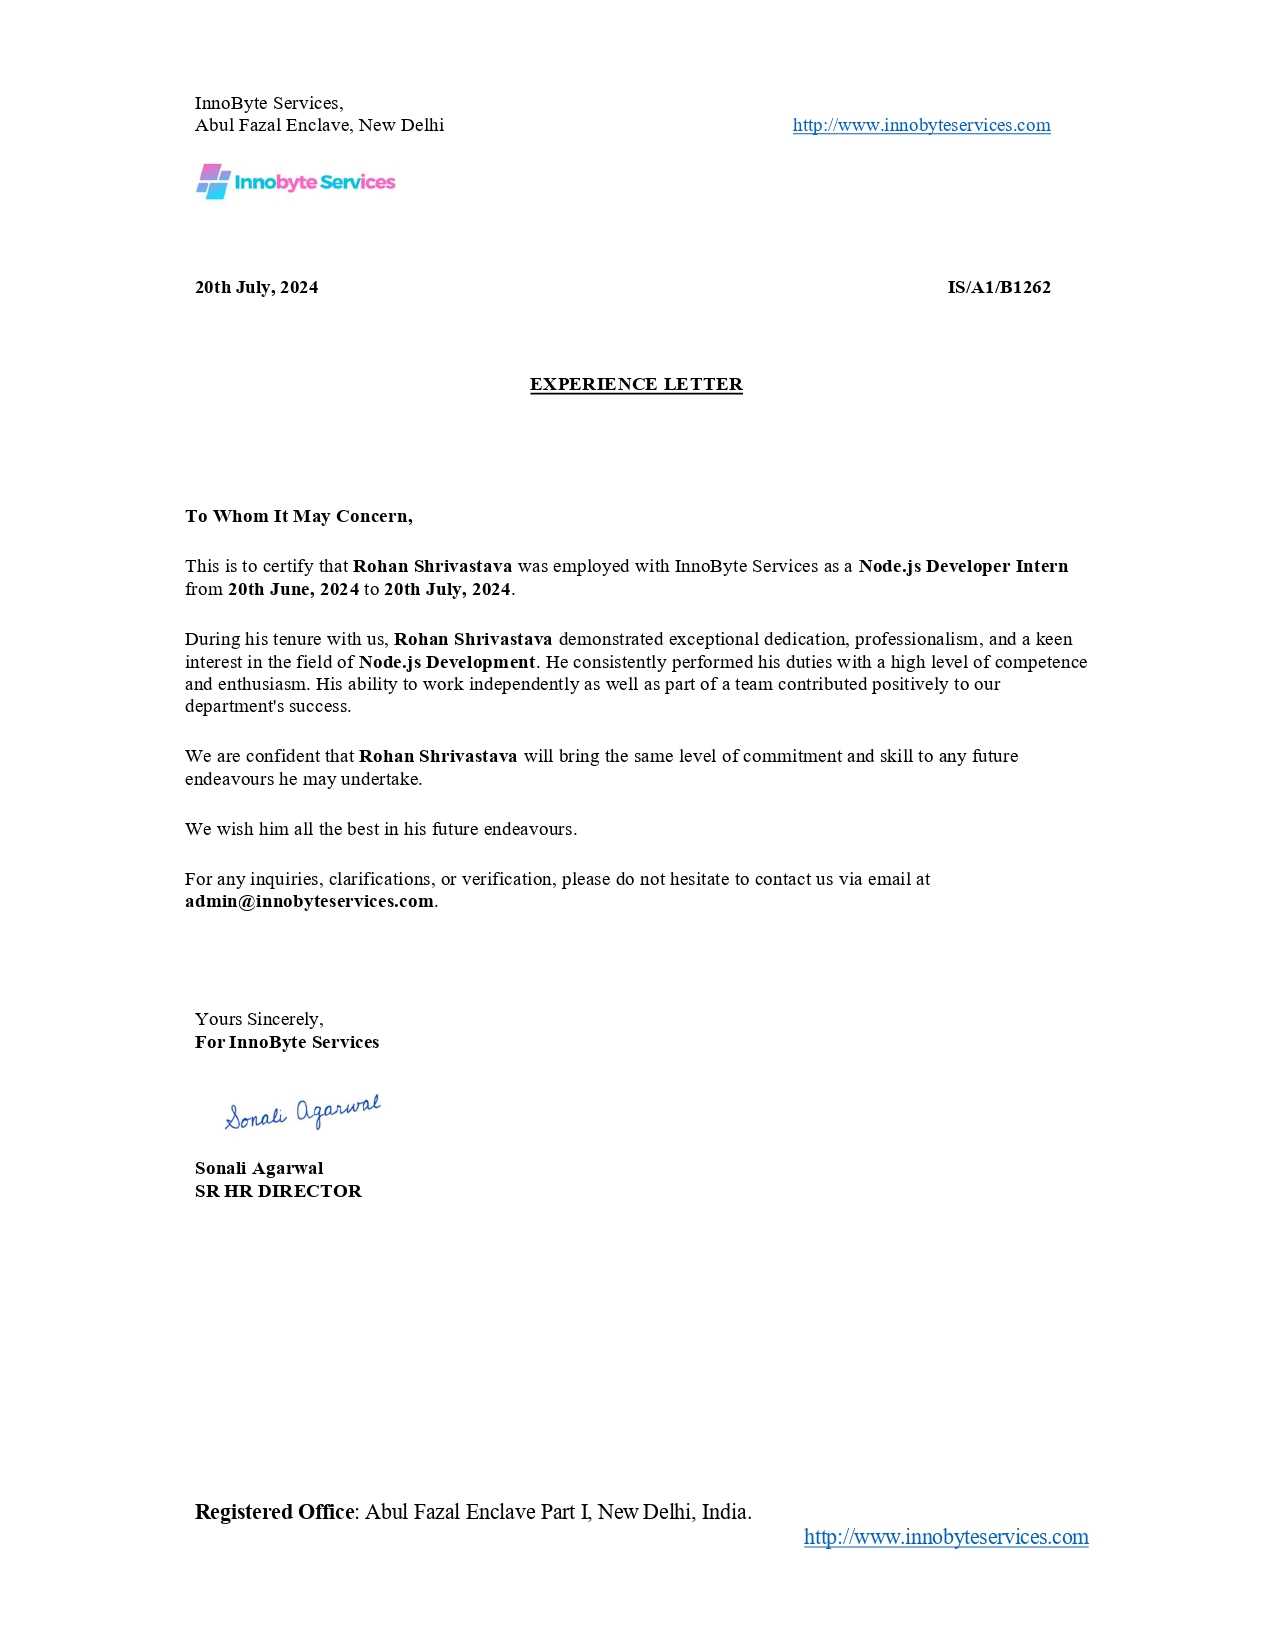 InnoByte Services,
Abul Fazal Enclave, New Delhi http://www.innobyteservices.com
Innobyte Services
20th July, 2024 IS/A1/B1262
EXPERIENCE LETTER
To Whom It May Concern,
This is to certify that Rohan Shrivastava was employed with InnoByte Services as a Node.js Developer Intern
from 20th June, 2024 to 20th July, 2024.
During his tenure with us, Rohan Shrivastava demonstrated exceptional dedication, professionalism, and a keen
interest in the field of Node.js Development. He consistently performed his duties with a high level of competence
and enthusiasm. His ability to work independently as well as part of a team contributed positively to our
department's success.
We are confident that Rohan Shrivastava will bring the same level of commitment and skill to any future
endeavours he may undertake.
We wish him all the best in his future endeavours.
For any inquiries, clarifications, or verification, please do not hesitate to contact us via email at
admin@innobyteservices.com.
Yours Sincerely,
For InnoByte Services
Sonali Agarwal
Sonali Agarwal
SR HR DIRECTOR
Registered Office: Abul Fazal Enclave Part I, New Delhi, India.
http://www.innobyteservices.com